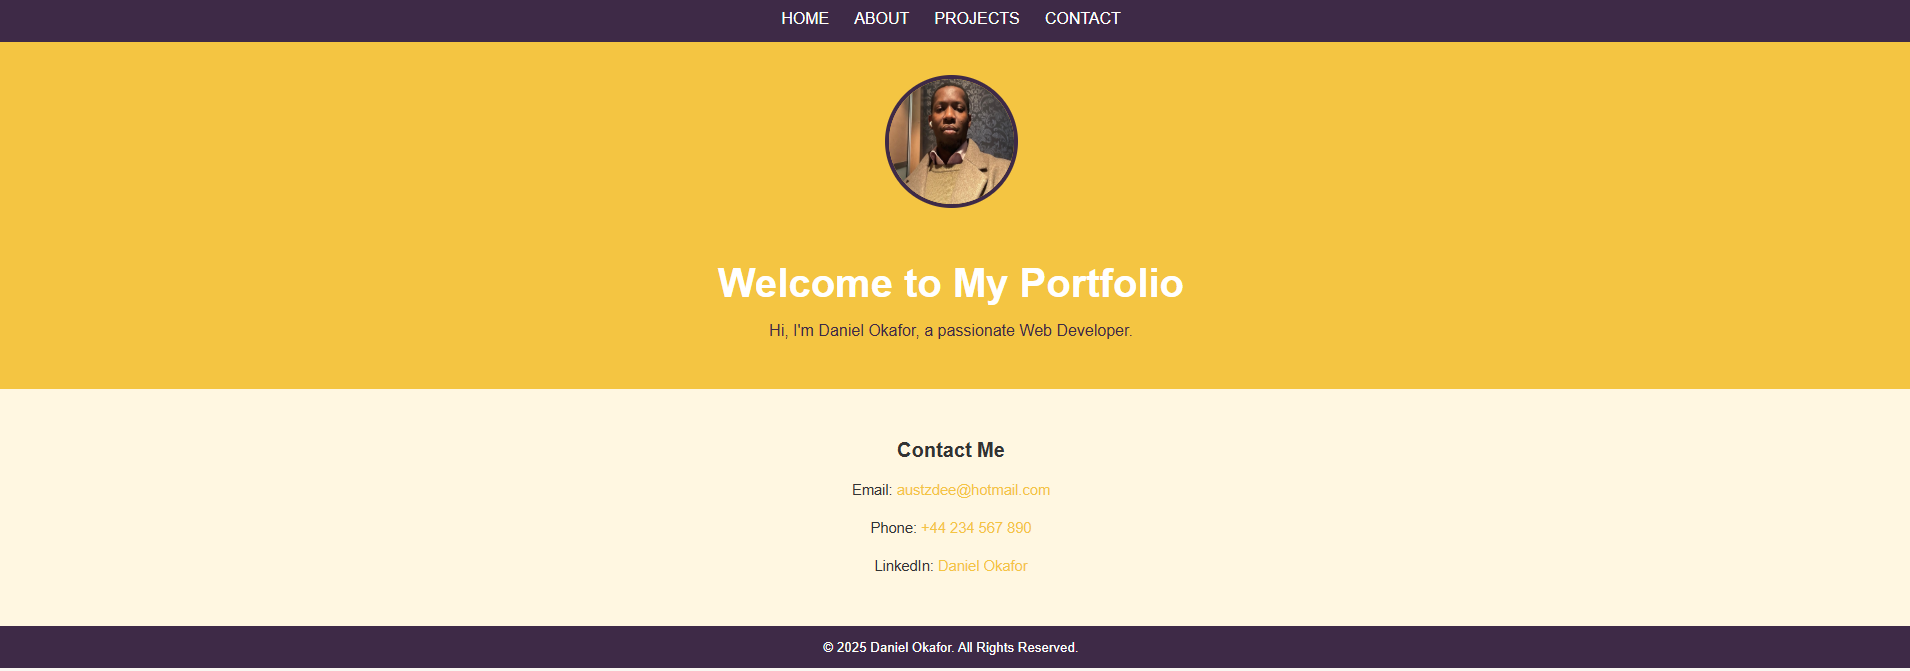 HOME ABOUT PROJECTS CONTACT
Welcome to My Portfolio
Hi, I'm Daniel Okafor, a passionate Web Developer.
Contact Me
Email: austzdee@hotmail.com
Phone: +44 234 567 890
LinkedIn: Daniel Okafor
© 2025 Daniel Okafor. All Rights Reserved.